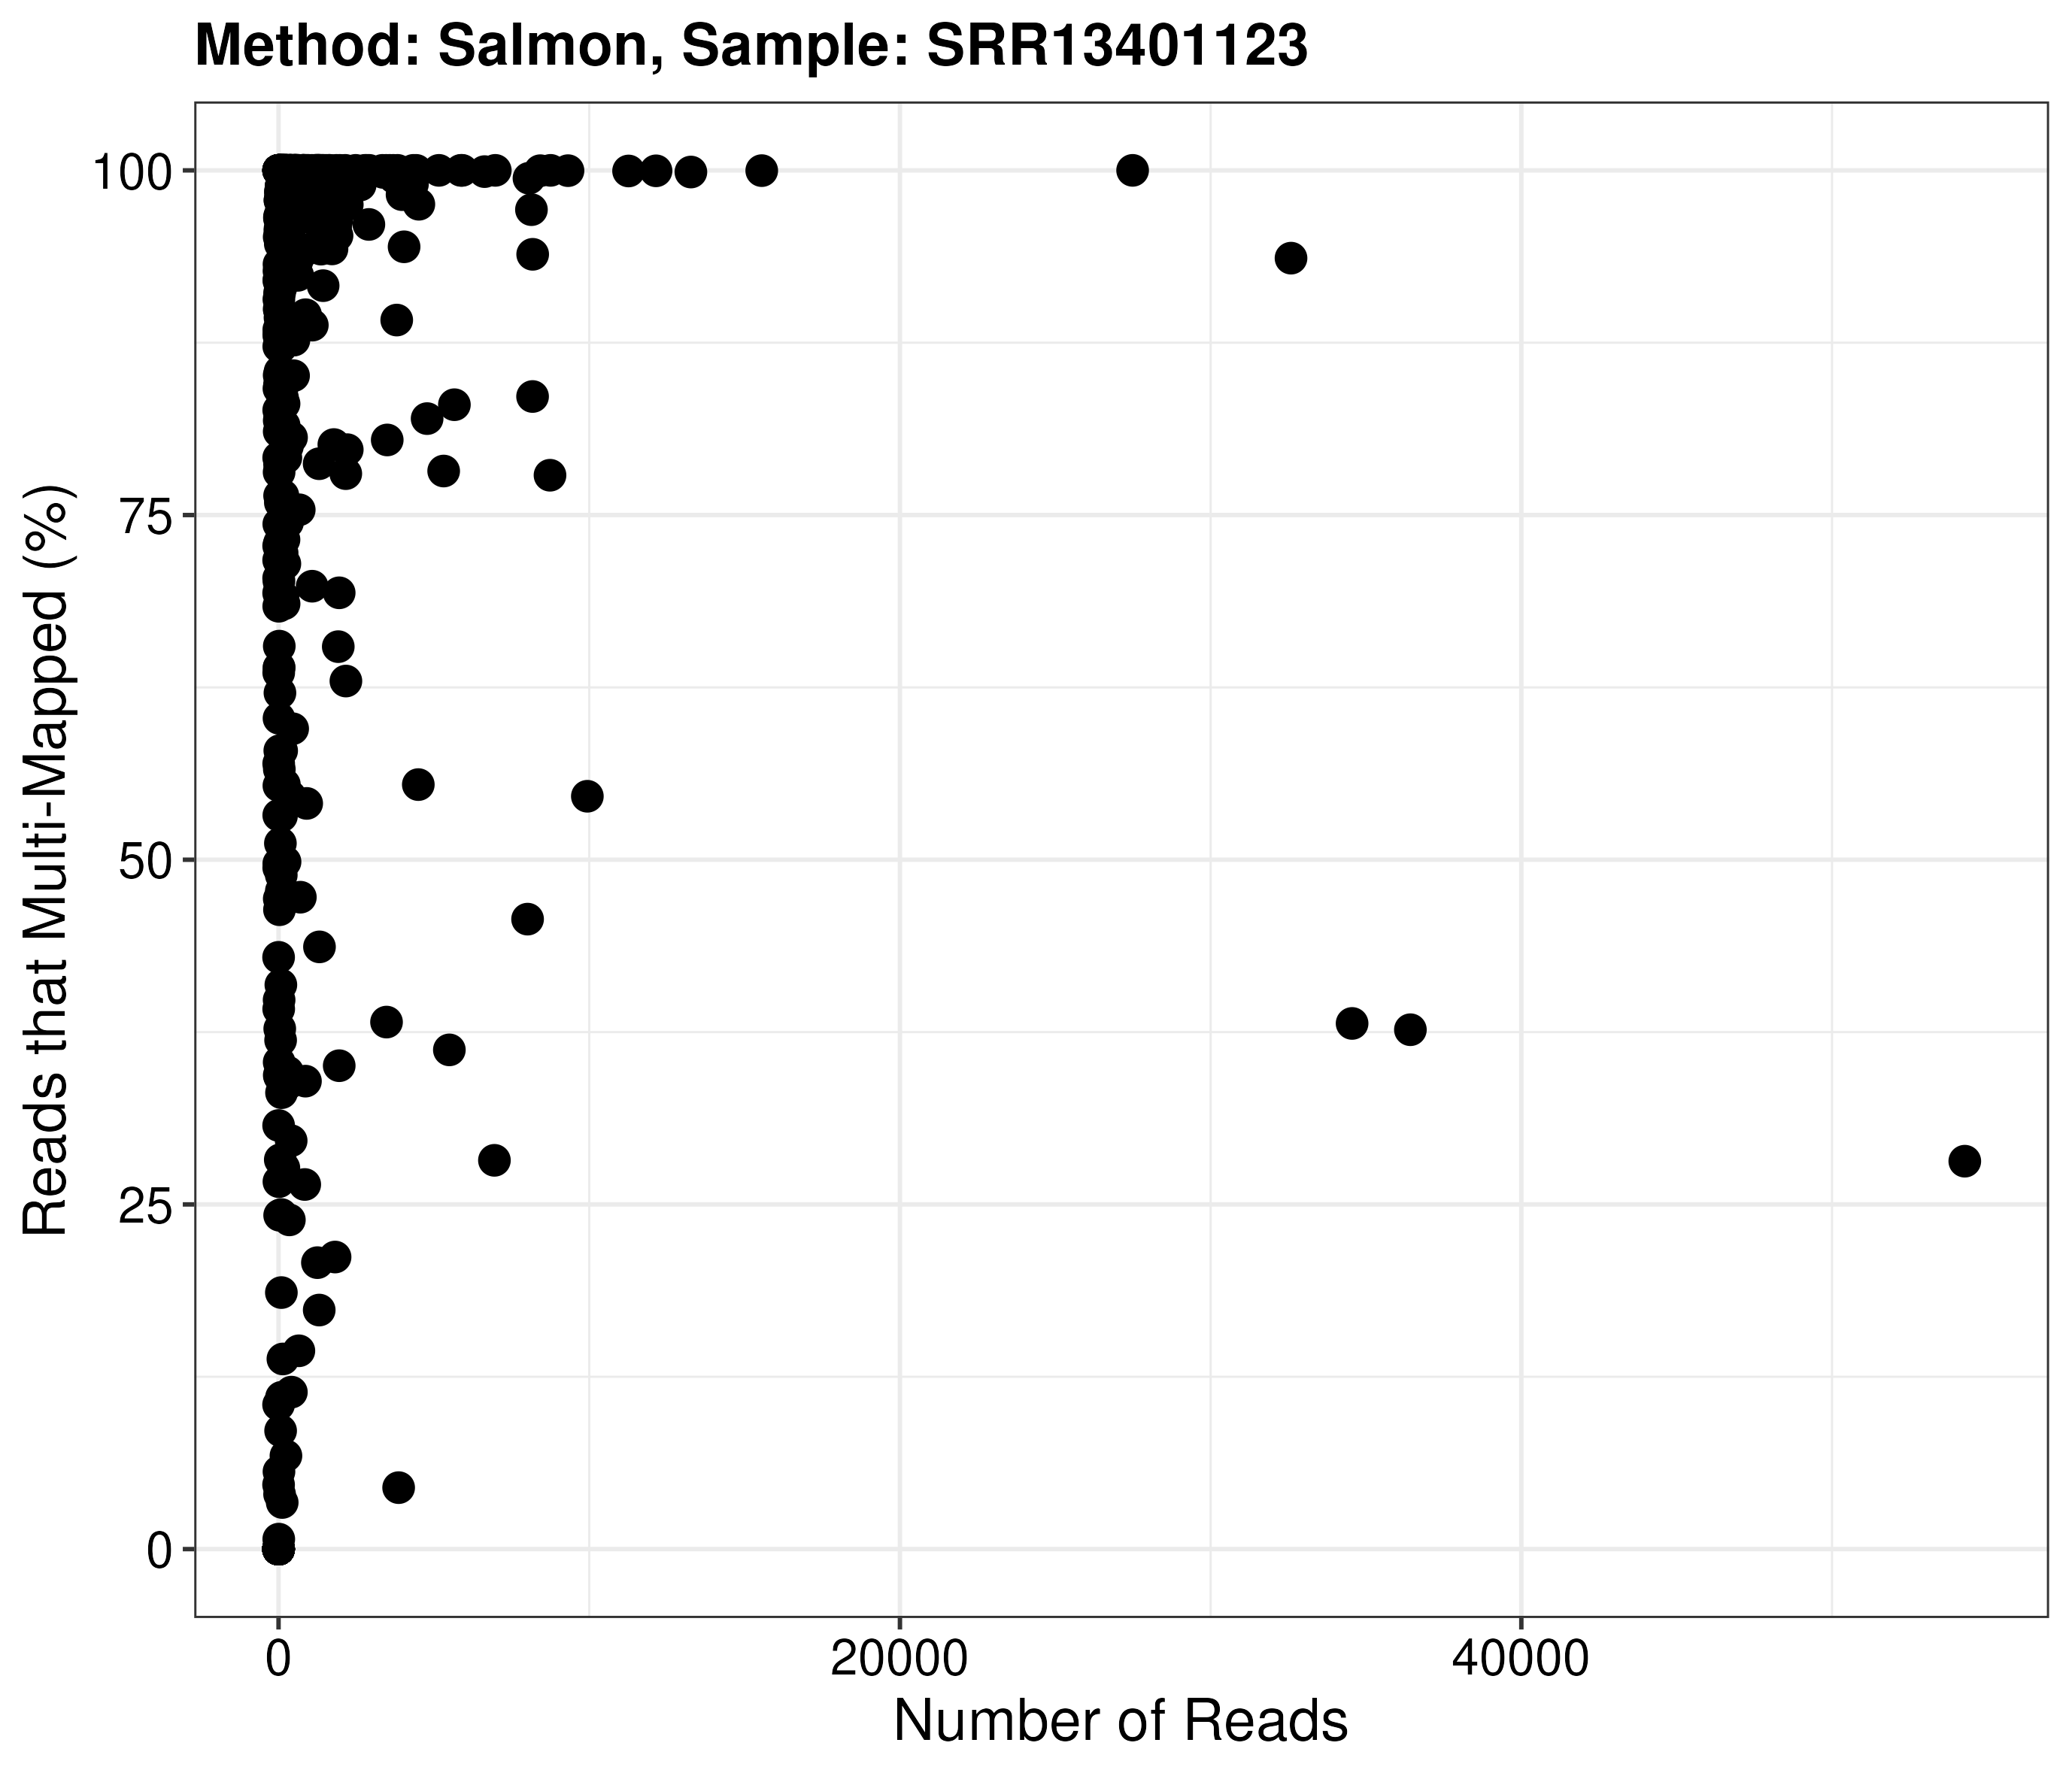 Method: Salmon, Sample: SRR13401123
Reads that Multi-Mapped (%)
100
75
50
25
0
0 20000 40000
Number of Reads